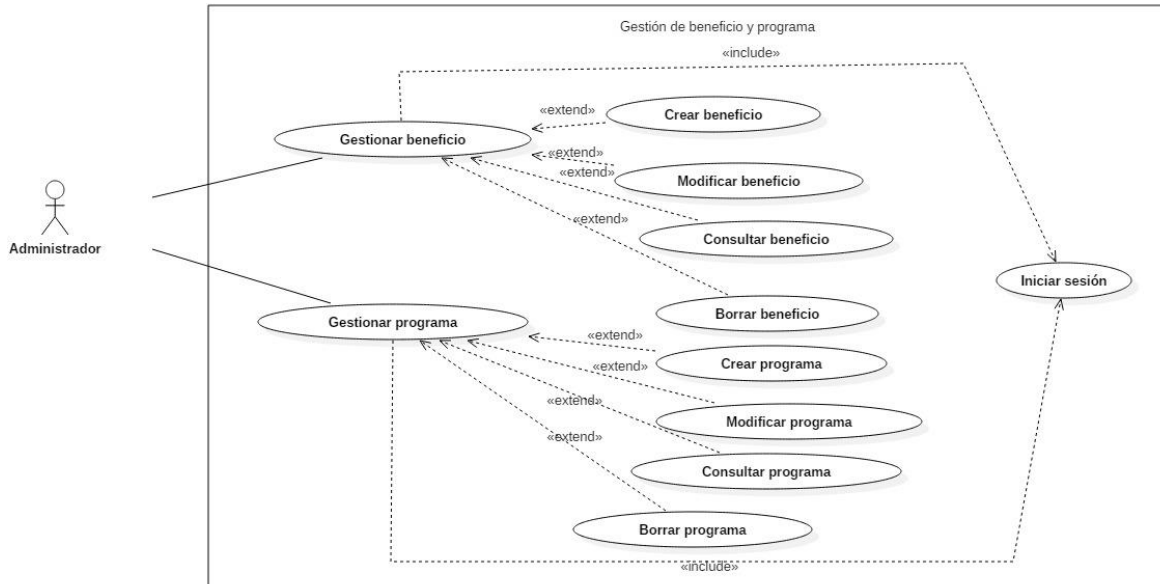 Gestión de beneficio y programa
«include»
«extend»
Crear beneficio
Gestionar beneficio
«extend»
Modificar beneficio
«extend»
«extend»
Consultar beneficio
Administrador
Iniciar sesión
Borrar beneficio
Gestionar programa
«extend»
Crear programa
«extend»
Modificar programa
«extend»
«extend»
Consultar programa
Borrar programa
«include»